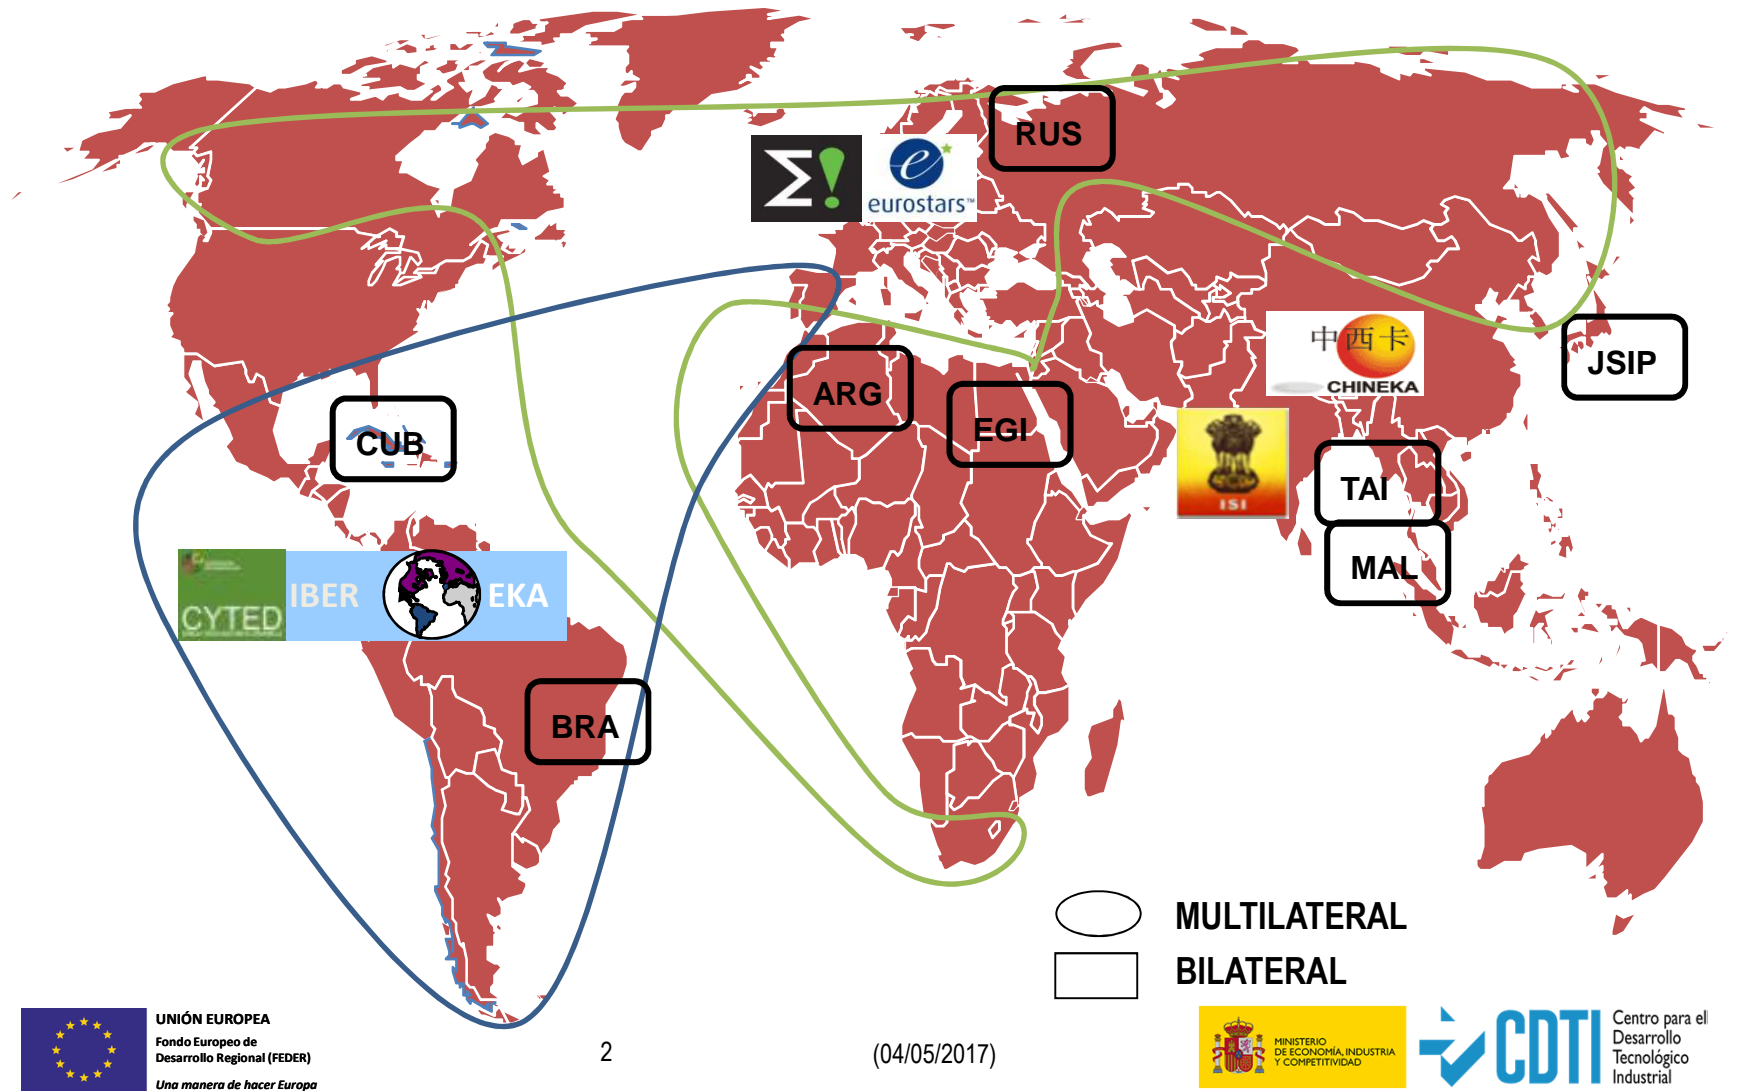 RUS
Σ!
e
eurostars™
中西卡
CHINEKA
JSIP
ARG
EGI
CUB
ISI
TAI
MAL
CYTED
IBER EKA
BRA
MULTILATERAL
BILATERAL
UNIÓN EUROPEA
Fondo Europeo de
Desarrollo Regional (FEDER)
Una manera de hacer Europa
2
(04/05/2017)
MINISTERIO
DE ECONOMÍA, INDUSTRIA
Y COMPETITIVIDAD
CDTI
Centro para el
Desarrollo
Tecnológico
Industrial